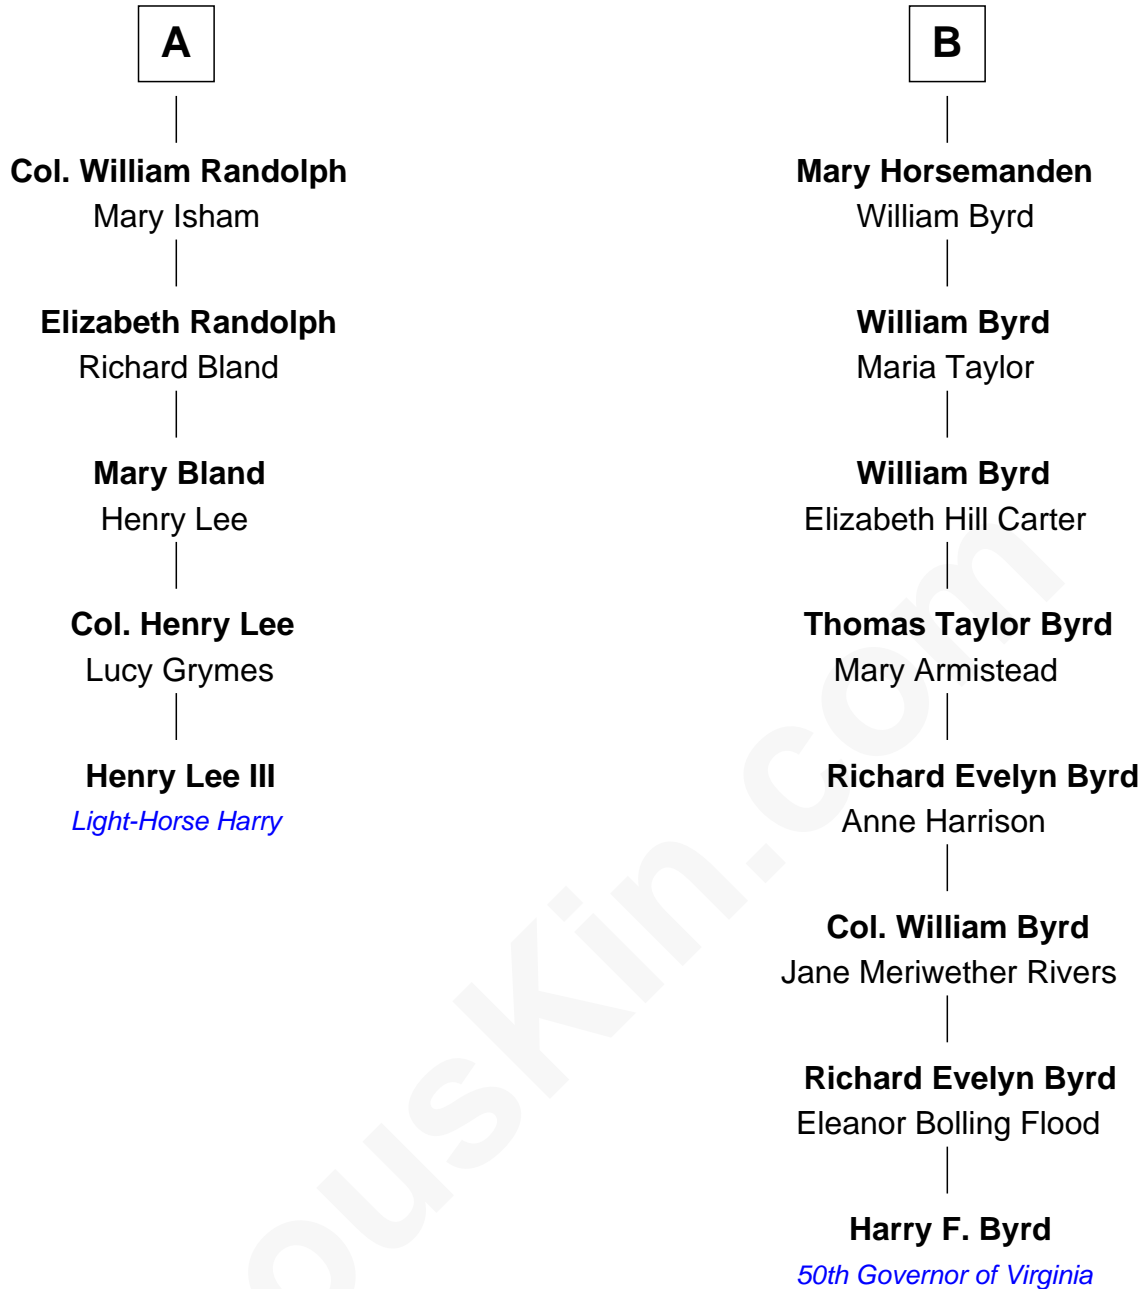 A
Col. William Randolph
Mary Isham
Elizabeth Randolph
Richard Bland
Mary Bland
Henry Lee
Col. Henry Lee
Lucy Grymes
Henry Lee III
Light-Horse Harry
B
Mary Horsemanden
William Byrd
William Byrd
Maria Taylor
William Byrd
Elizabeth Hill Carter
Thomas Taylor Byrd
Mary Armistead
Richard Evelyn Byrd
Anne Harrison
Col. William Byrd
Jane Meriwether Rivers
Richard Evelyn Byrd
Eleanor Bolling Flood
Harry F. Byrd
50th Governor of Virginia
ousKin.com